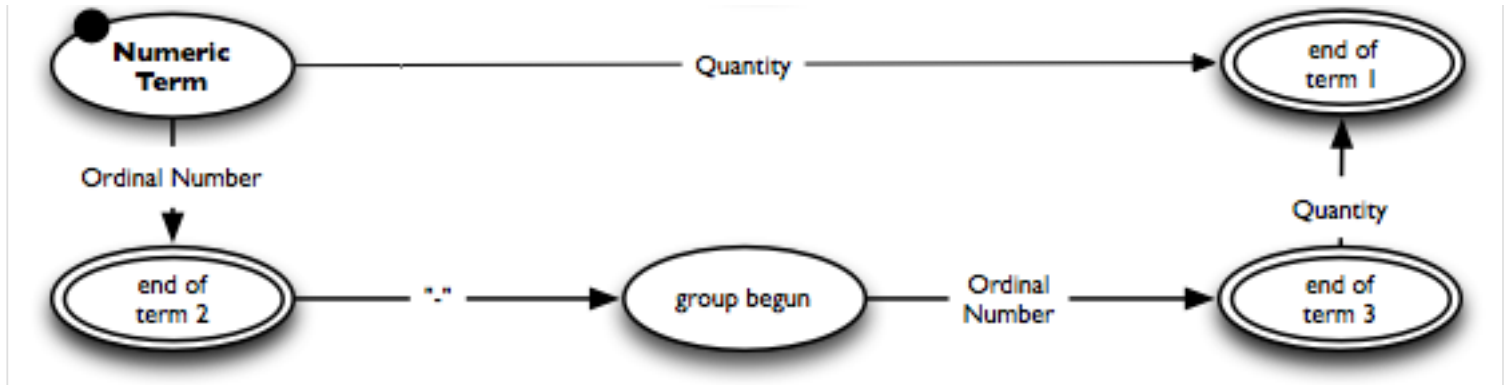 Numeric
Term
Quantity
end of
term 1
Ordinal Number
Quantity
end of
term 2
"-"
group begun
Ordinal
Number
end of
term 3